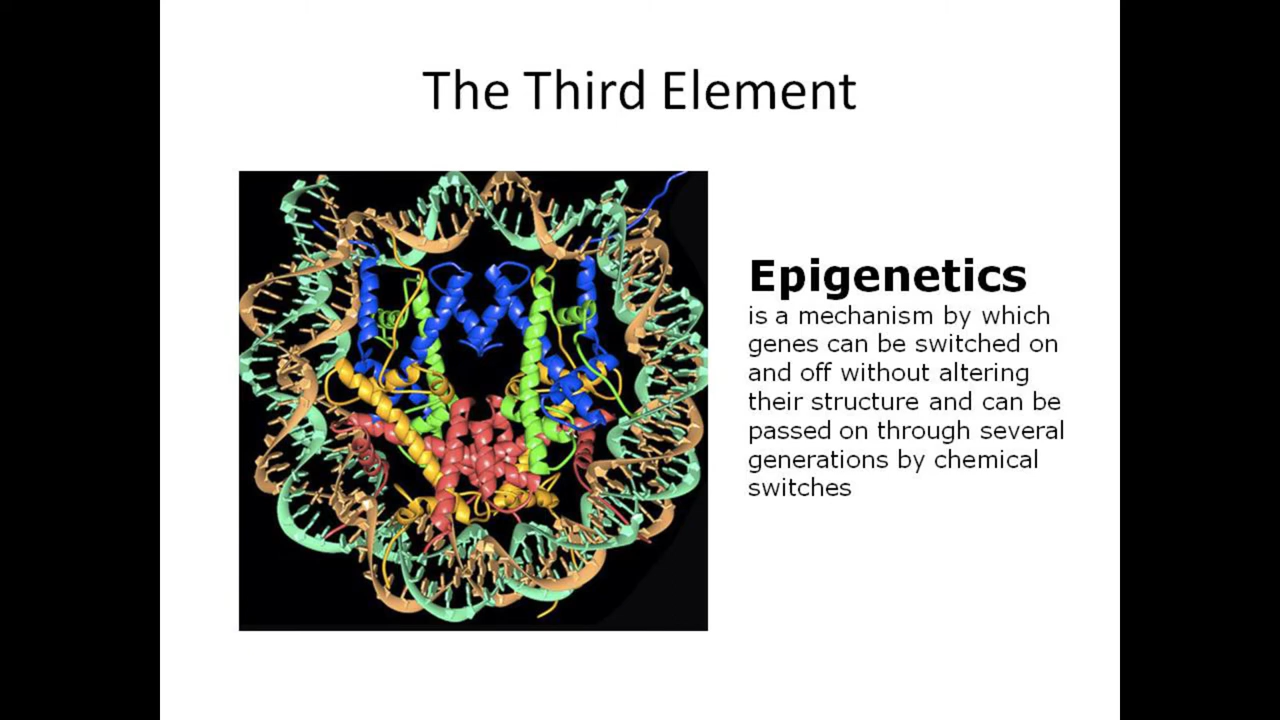 The Third Element
Epigenetics
is a mechanism by which
genes can be switched on
and off without altering
their structure and can be
passed on through several
generations by chemical
switches